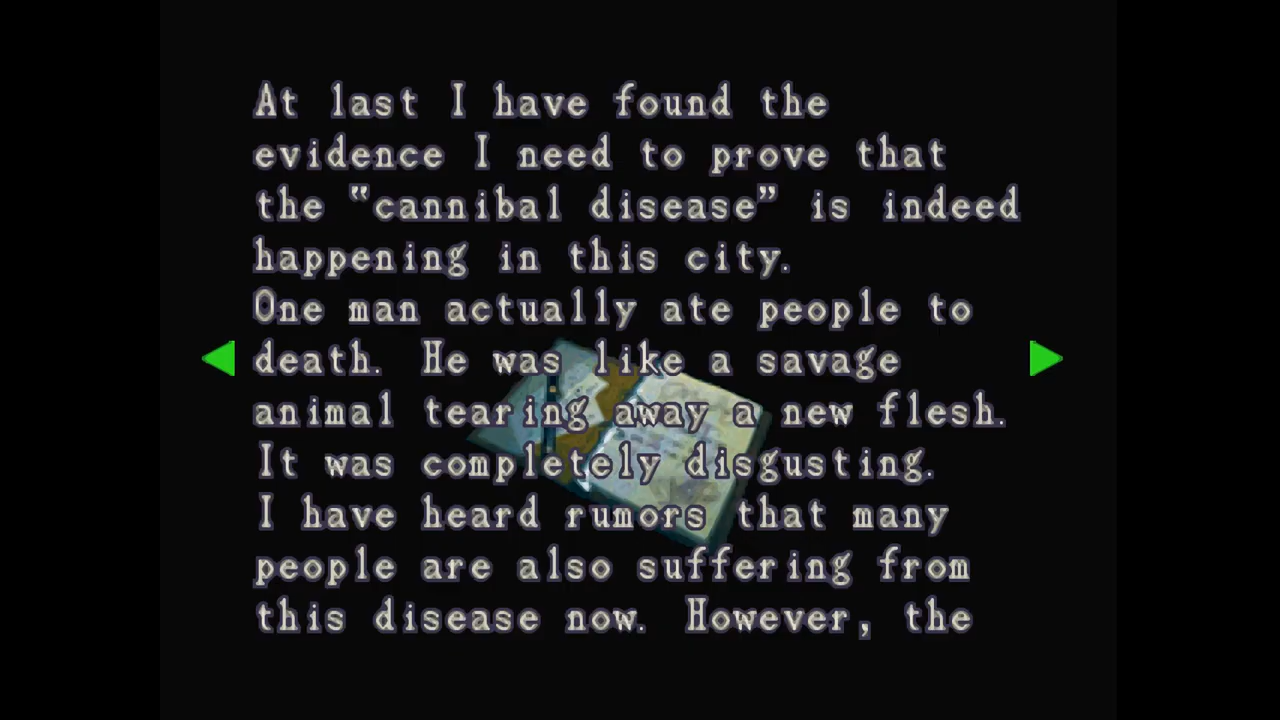 At last I have found the
evidence I need to prove that
the “cannibal disease” is indeed
happening in this city.
One man actually ate people to
death. He was like a savage
animal tearing away a new flesh.
It was completely disgusting.
I have heard rumors that many
people are also suffering from
this disease now. However, the